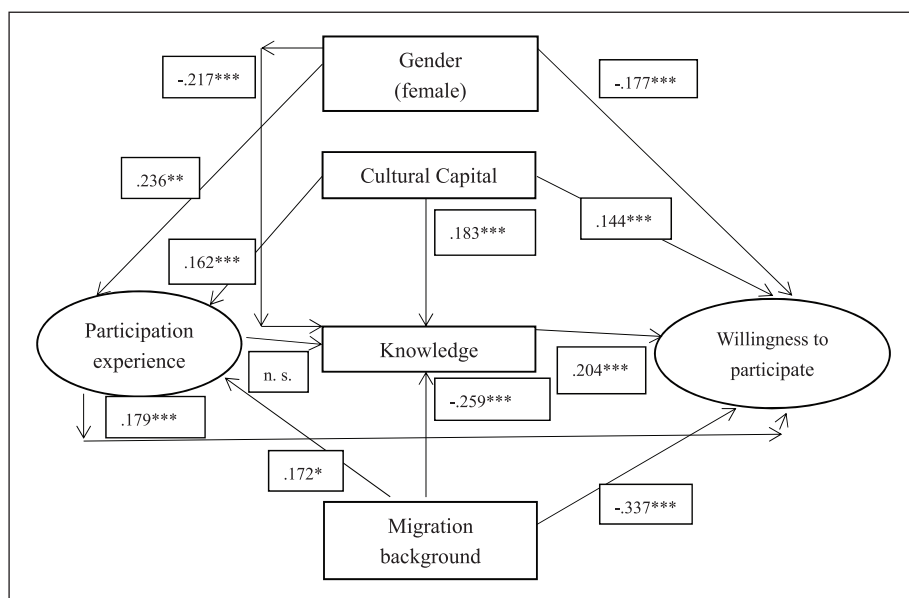 Gender
(female)
-.217***
-.177***
.236**
Cultural Capital
.144***
.183***
.162***
Participation
experience
Knowledge
Willingness to
participate
n. s.
.204***
.179***
-.259***
.172*
-.337***
Migration
background